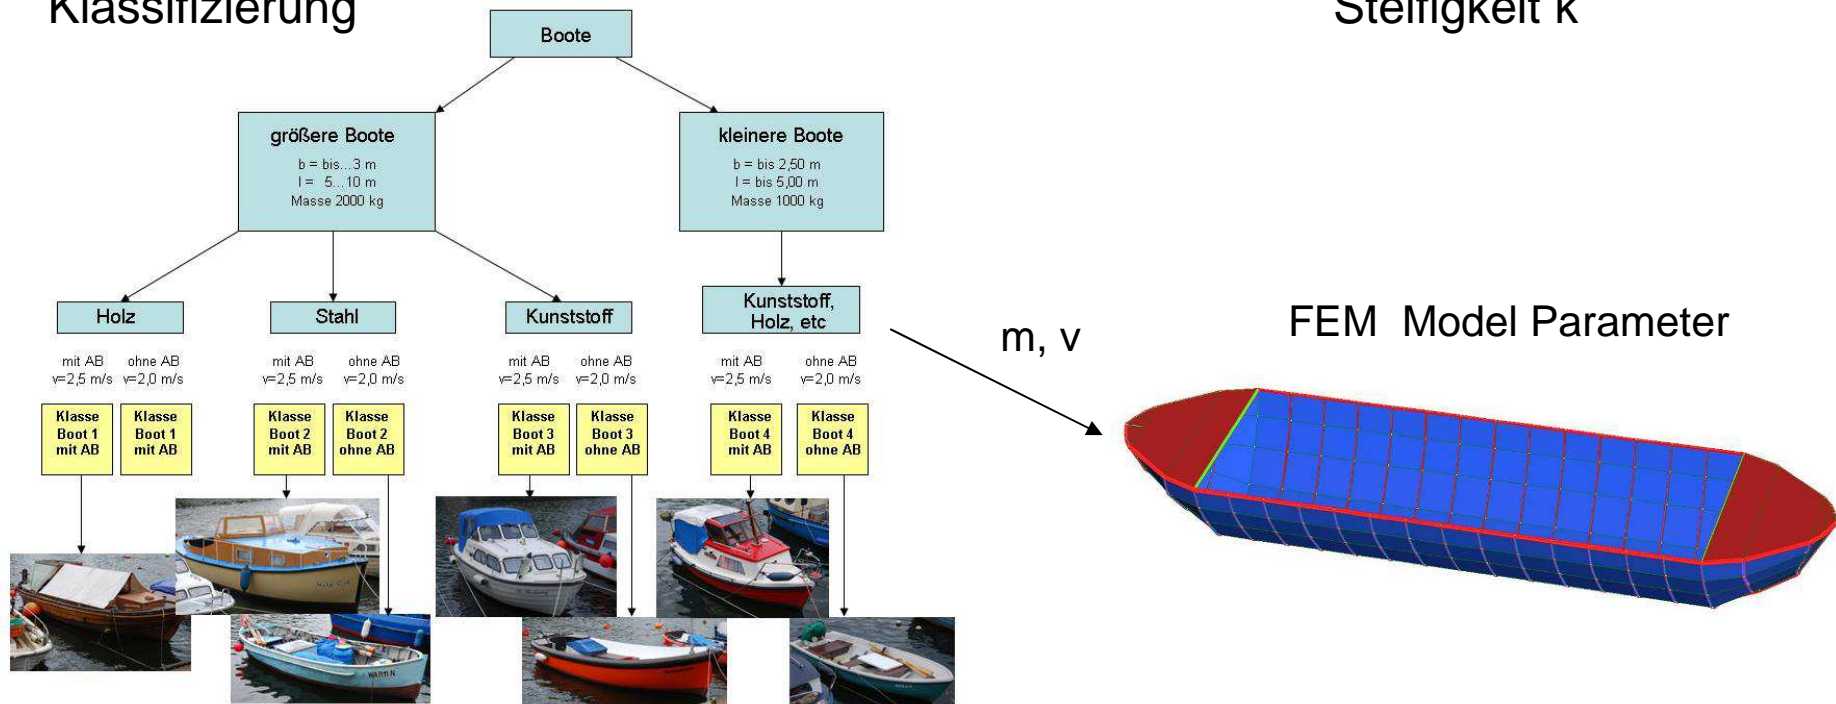 Klassifizierung
Steifigkeit k
Boote
größere Boote
b = bis...3 m
l = 5...10 m
Masse 2000 kg
kleinere Boote
b = bis 2,50 m
l = bis 5,00 m
Masse 1000 kg
Holz
Stahl
Kunststoff
Kunststoff,
Holz, etc
mit AB
v=2,5 m/s
ohne AB
v=2,0 m/s
mit AB
v=2,5 m/s
ohne AB
v=2,0 m/s
mit AB
v=2,5 m/s
ohne AB
v=2,0 m/s
mit AB
v=2,5 m/s
ohne AB
v=2,0 m/s
Klasse
Boot 1
mit AB
Klasse
Boot 1
mit AB
Klasse
Boot 2
mit AB
Klasse
Boot 2
ohne AB
Klasse
Boot 3
mit AB
Klasse
Boot 3
ohne AB
Klasse
Boot 4
mit AB
Klasse
Boot 4
ohne AB
m, v
FEM Model Parameter